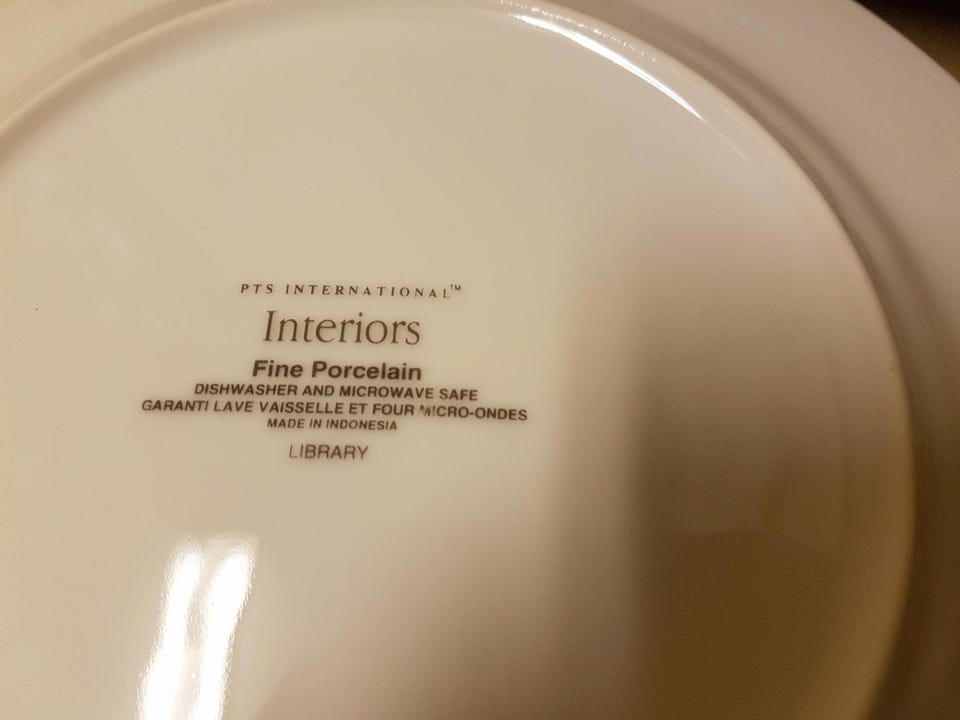 PTS INTERNATIONAL™
Interiors
Fine Porcelain
DISHWASHER AND MICROWAVE SAFE
GARANTI LAVE VAISSELLE ET FOUR MICRO-ONDES
MADE IN INDONESIA
LIBRARY